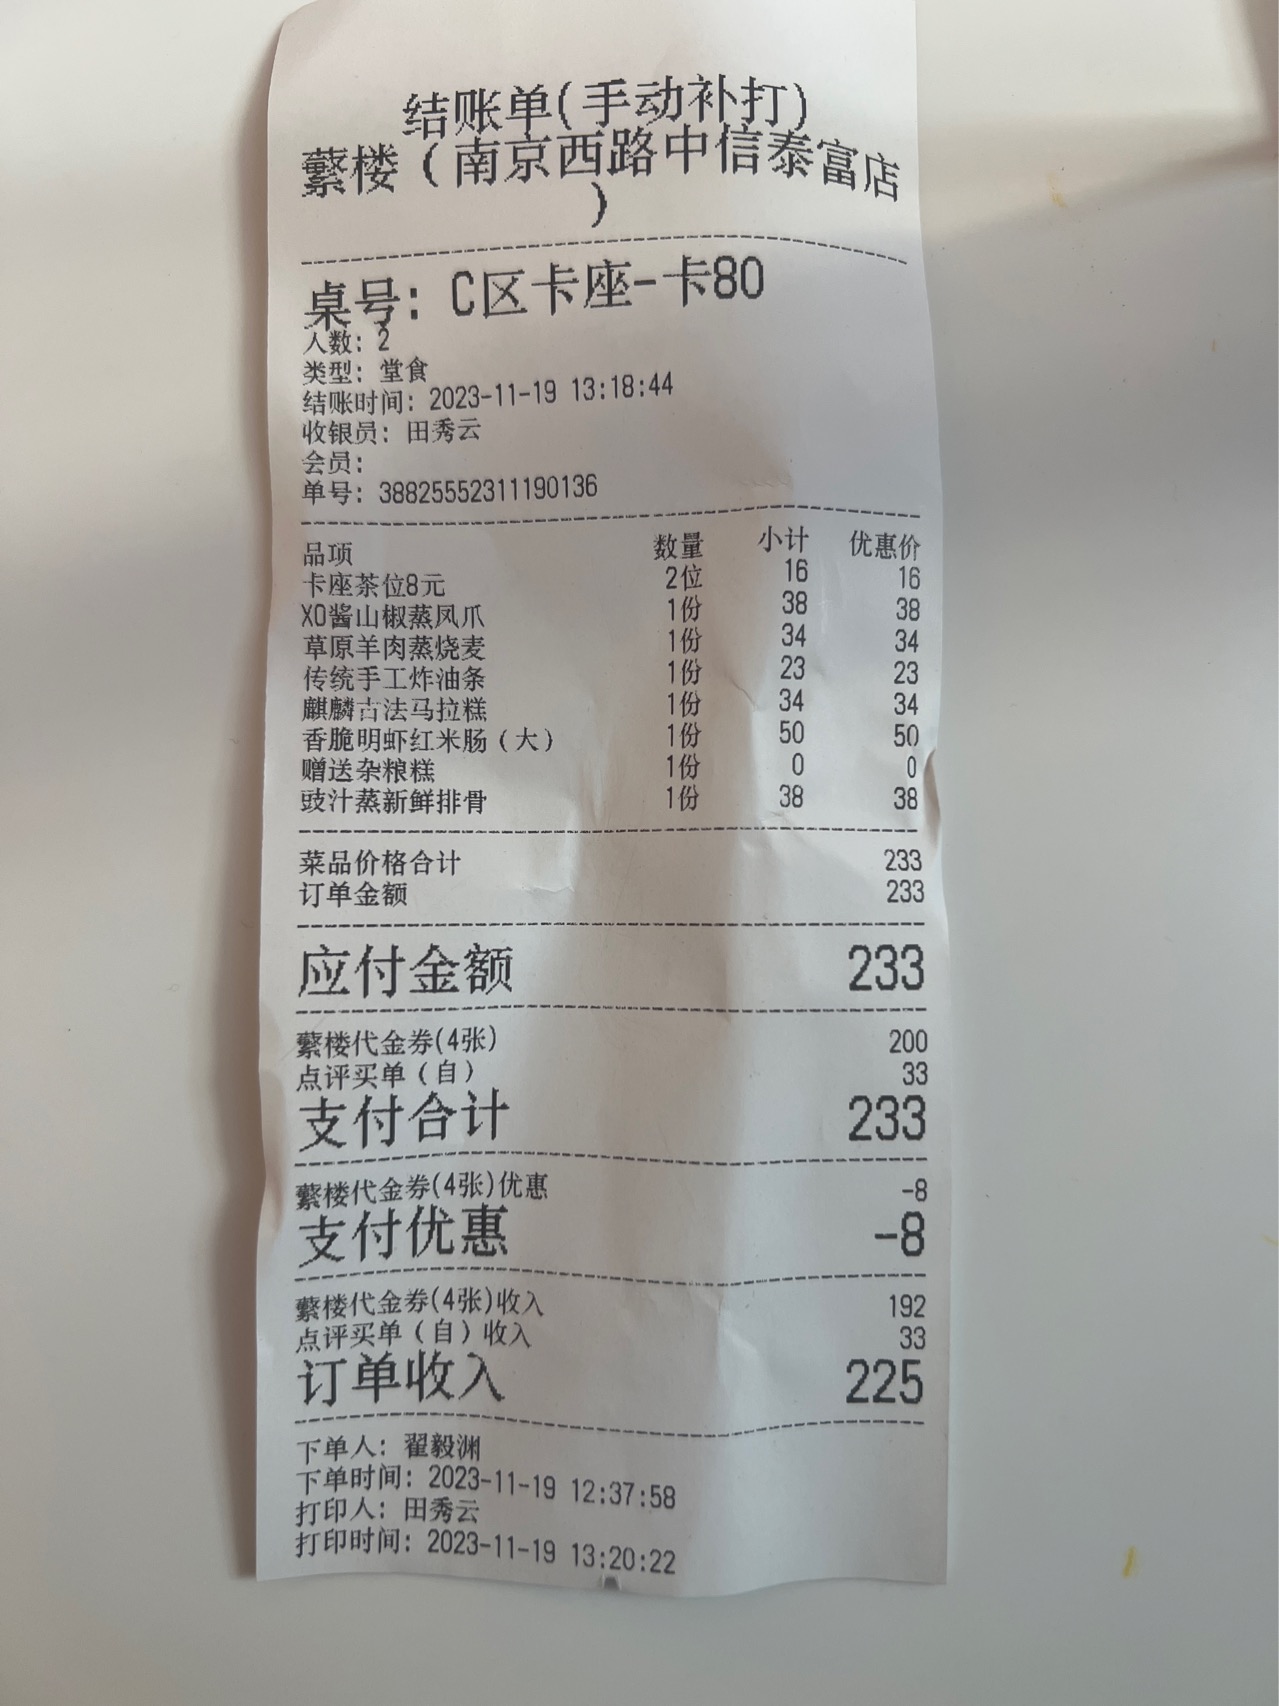 结账单(手动补打)
蘩楼（南京西路中信泰富店
）
桌号: C区卡座-卡80
人数: 2
类型: 堂食
结账时间: 2023-11-19 13:18:44
收银员: 田秀云
会员:
单号: 38825552311190136
品项 数量 小计 优惠价
卡座茶位8元 2位 16 16
XO酱山椒蒸凤爪 1份 38 38
草原羊肉蒸烧麦 1份 34 34
传统手工炸油条 1份 23 23
麒麟古法马拉糕 1份 34 34
香脆明虾红米肠（大） 1份 50 50
赠送杂粮糕 1份 0 0
豉汁蒸新鲜排骨 1份 38 38
菜品价格合计 233
订单金额 233
应付金额 233
蘩楼代金券(4张) 200
点评买单（自） 33
支付合计 233
蘩楼代金券(4张)优惠 -8
支付优惠 -8
蘩楼代金券(4张)收入 192
点评买单（自）收入 33
订单收入 225
下单人: 翟毅渊
下单时间: 2023-11-19 12:37:58
打印人: 田秀云
打印时间: 2023-11-19 13:20:22